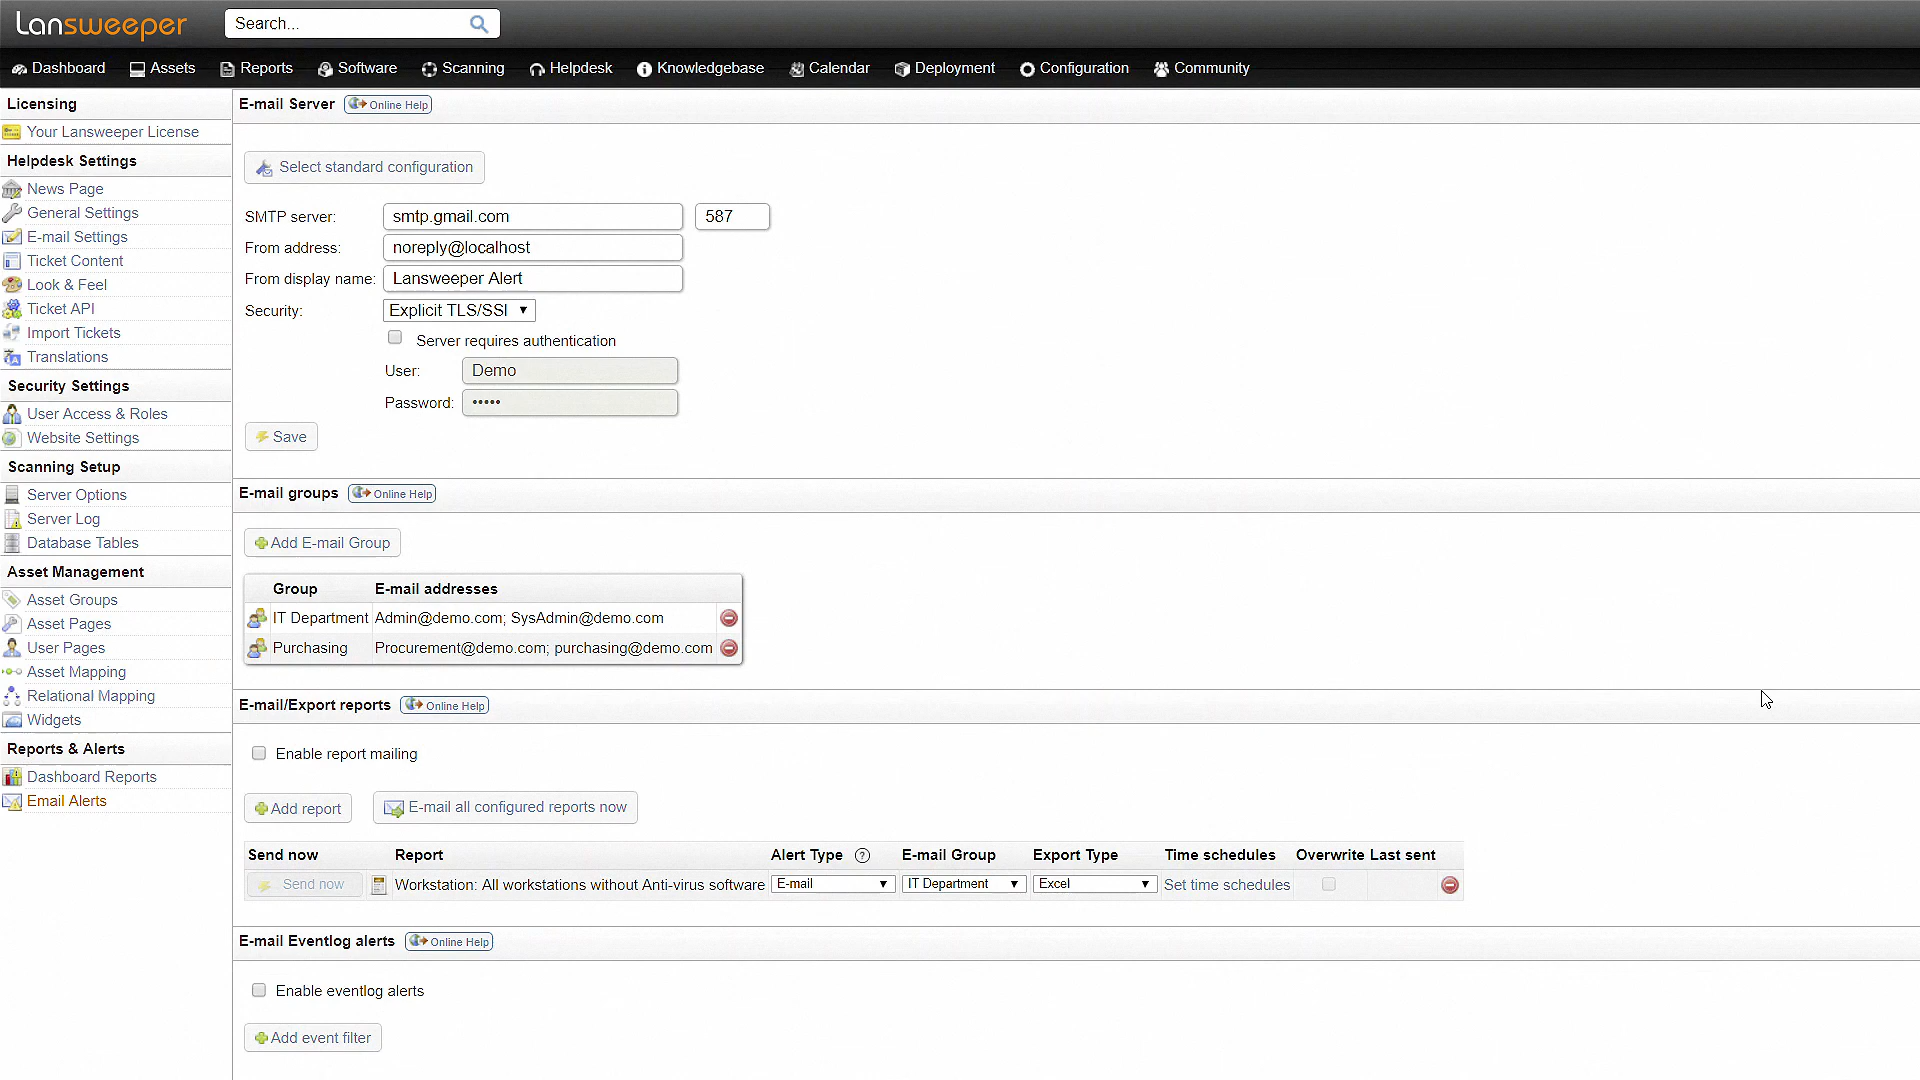 Lansweeper
Search...
Dashboard Assets Reports Software Scanning Helpdesk Knowledgebase Calendar Deployment Configuration Community
Licensing
Your Lansweeper License
Helpdesk Settings
News Page
General Settings
E-mail Settings
Ticket Content
Look & Feel
Ticket API
Import Tickets
Translations
Security Settings
User Access & Roles
Website Settings
Scanning Setup
Server Options
Server Log
Database Tables
Asset Management
Asset Groups
Asset Pages
User Pages
Asset Mapping
Relational Mapping
Widgets
Reports & Alerts
Dashboard Reports
Email Alerts
E-mail Server Online Help
Select standard configuration
SMTP server: smtp.gmail.com 587
From address: noreply@localhost
From display name: Lansweeper Alert
Security: Explicit TLS/SSl
Server requires authentication
User: Demo
Password: •••••
Save
E-mail groups Online Help
Add E-mail Group
Group E-mail addresses
IT Department Admin@demo.com; SysAdmin@demo.com
Purchasing Procurement@demo.com; purchasing@demo.com
E-mail/Export reports Online Help
Enable report mailing
Add report E-mail all configured reports now
Send now Report Alert Type ? E-mail Group Export Type Time schedules Overwrite Last sent
Send now Workstation: All workstations without Anti-virus software E-mail IT Department Excel Set time schedules
E-mail Eventlog alerts Online Help
Enable eventlog alerts
Add event filter